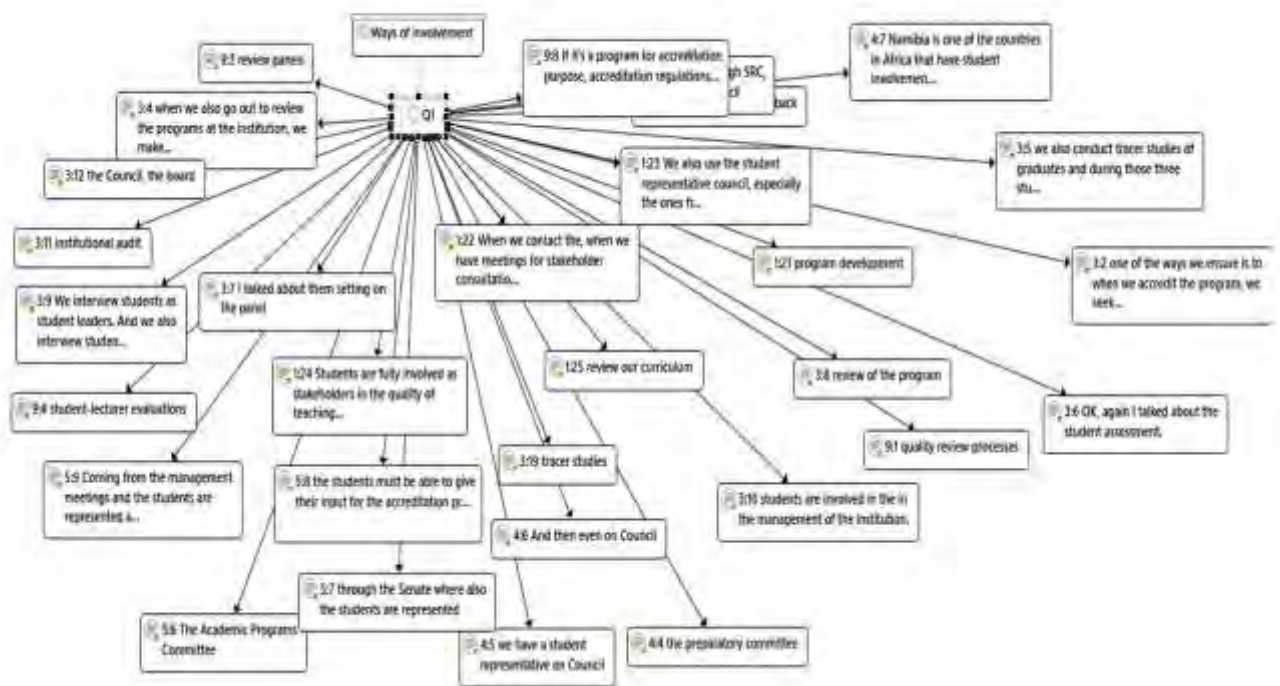 Ways of involvement
9:3 review panels
9:8 If it's a program for accreditation
purpose, accreditation regulations...
4:7 Namibia is one of the countries
in Africa that have student
involvemen...
gh SRC,
cil
back
3:4 when we also go out to review
the programs at the institution, we
make...
QI
3:12 the Council, the board
1:23 We also use the student
representative council, especially
the ones fr...
3:5 we also conduct tracer studies of
graduates and during those three
stu...
3:11 institutional audit.
1:22 When we contact the, when we
have meetings for stakeholder
consultatio...
1:21 program development
3:2 one of the ways we ensure is to
when we accredit the program, we
seek...
3:9 We interview students as
student leaders. And we also
interview studen...
3:7 I talked about them setting on
the panel
1:24 Students are fully involved as
stakeholders in the quality of
teaching...
1:25 review our curriculum
3:8 review of the program
9:4 student-lecturer evaluations
3:6 OK, again I talked about the
student assessment.
9:1 quality review processes
5:9 Coming from the management
meetings and the students are
represented a...
5:8 the students must be able to give
their input for the accreditation pr...
3:19 tracer studies
3:10 students are involved in the in
the management of the institution.
4:6 And then even on Council
5:7 through the Senate where also
the students are represented
5:6 The Academic Programs
Committee
4:5 we have a student
representative on Council
4:4 the preparatory committee